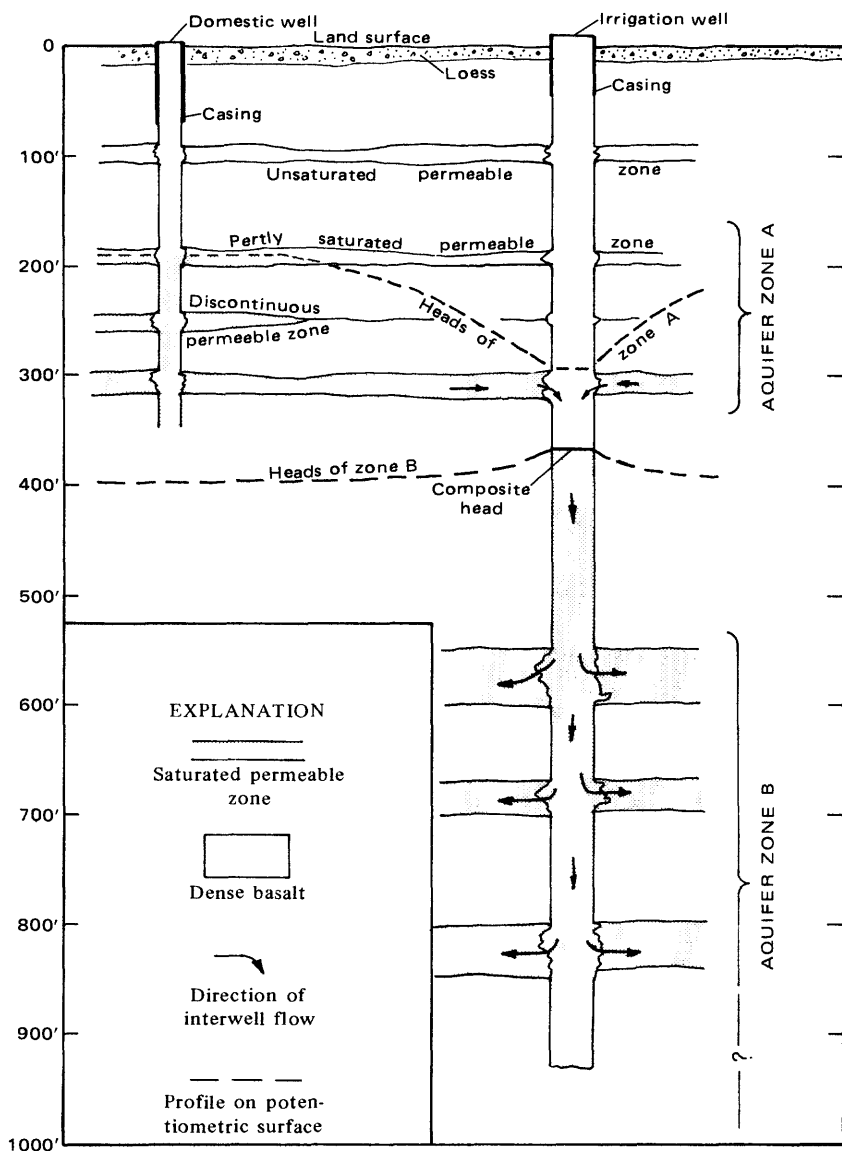 Domestic well
Irrigation well
Land surface
Loess
Casing
Casing
0
100'
200'
300'
400'
500'
600'
700'
800'
900'
1000'
Unsaturated permeable zone
Pertly saturated permeable zone
Discontinuous
permeeble zone
Heads of zone A
Heads of zone B
Composite
head
AQUIFER ZONE A
AQUIFER ZONE B
?
EXPLANATION
Saturated permeable
zone
Dense basalt
Direction of
interwell flow
Profile on poten-
tiometric surface